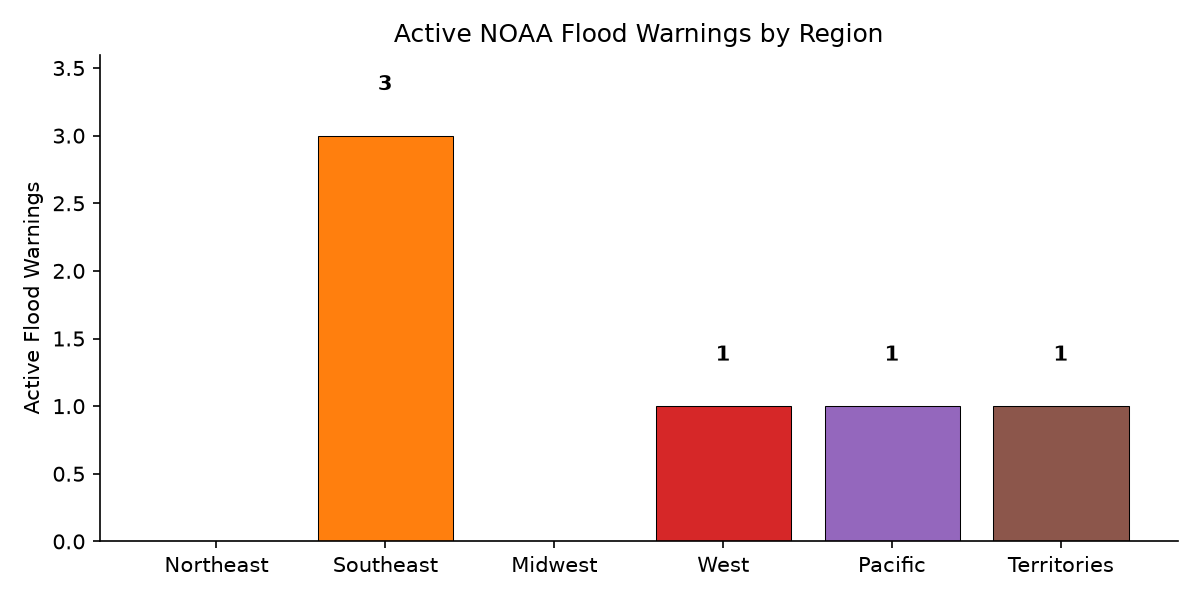 Active NOAA Flood Warnings by Region
Active Flood Warnings
3.5
3.0
2.5
2.0
1.5
1.0
0.5
0.0
3
1
1
1
Northeast
Southeast
Midwest
West
Pacific
Territories